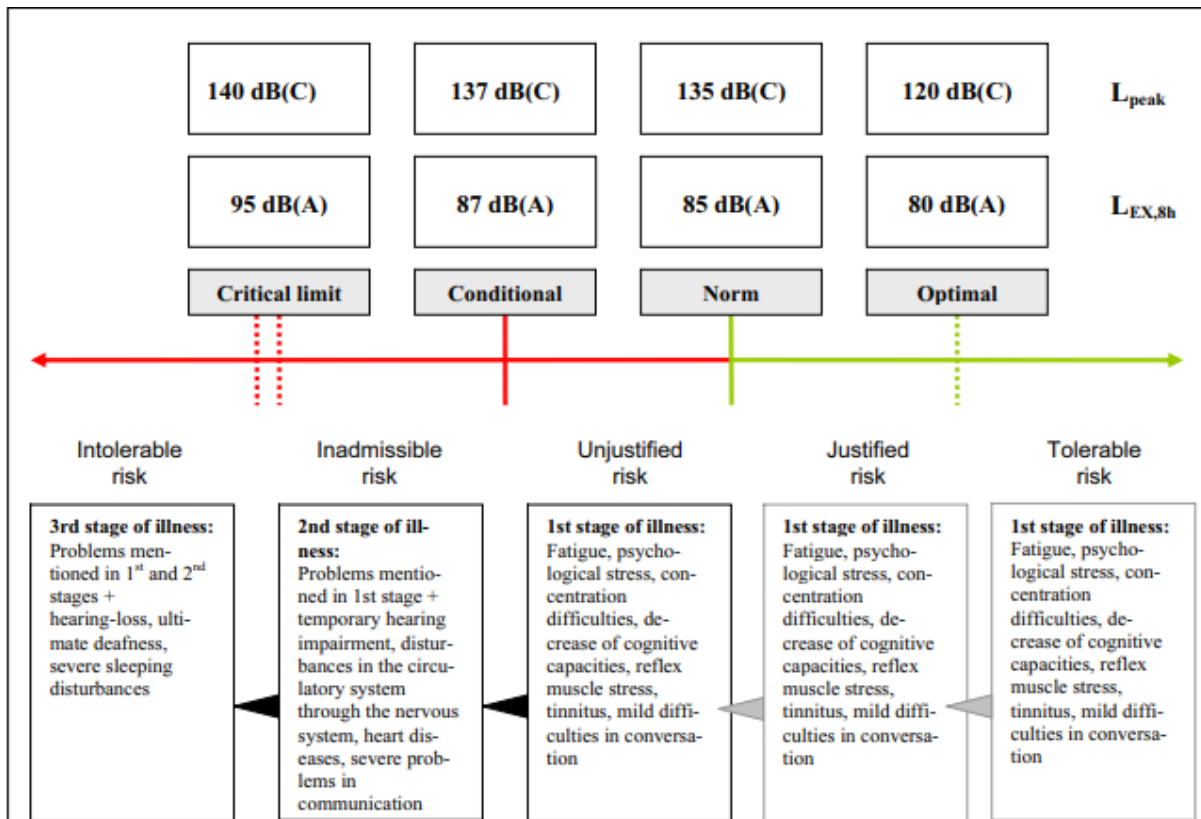 140 dB(C)
137 dB(C)
135 dB(C)
120 dB(C)
Lpeak
95 dB(A)
87 dB(A)
85 dB(A)
80 dB(A)
LEX,8h
Critical limit
Conditional
Norm
Optimal
Intolerable
risk
Inadmissible
risk
Unjustified
risk
Justified
risk
Tolerable
risk
3rd stage of illness:
Problems men-
tioned in 1st and 2nd
stages +
hearing-loss, ulti-
mate deafness,
severe sleeping
disturbances
2nd stage of ill-
ness:
Problems mentio-
ned in 1st stage +
temporary hearing
impairment, distur-
bances in the circu-
latory system
through the nervous
system, heart dis-
eases, severe prob-
lems in
communication
1st stage of illness:
Fatigue, psycho-
logical stress, con-
centration
difficulties, de-
crease of cognitive
capacities, reflex
muscle stress,
tinnitus, mild diffi-
culties in conversa-
tion
1st stage of illness:
Fatigue, psycho-
logical stress, con-
centration
difficulties, de-
crease of cognitive
capacities, reflex
muscle stress,
tinnitus, mild diffi-
culties in conversa-
tion
1st stage of illness:
Fatigue, psycho-
logical stress, con-
centration
difficulties, de-
crease of cognitive
capacities, reflex
muscle stress,
tinnitus, mild diffi-
culties in conversa-
tion